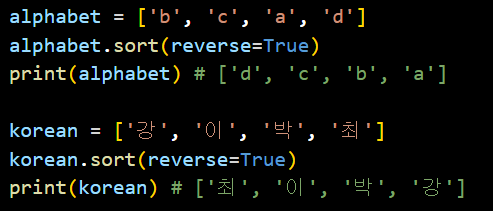 alphabet = ['b', 'c', 'a', 'd']
alphabet.sort(reverse=True)
print(alphabet) # ['d', 'c', 'b', 'a']
korean = ['강', '이', '박', '최']
korean.sort(reverse=True)
print(korean) # ['최', '이', '박', '강']